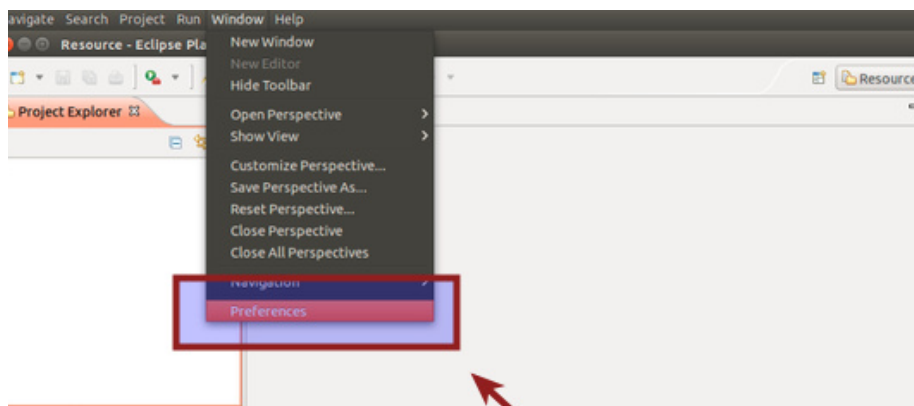 avigate Search Project Run Window Help
Resource - Eclipse Pla
New Window
New Editor
Hide Toolbar
Resource
Project Explorer
Open Perspective
Show View
Customize Perspective...
Save Perspective As...
Reset Perspective...
Close Perspective
Close All Perspectives
Navigation
Preferences